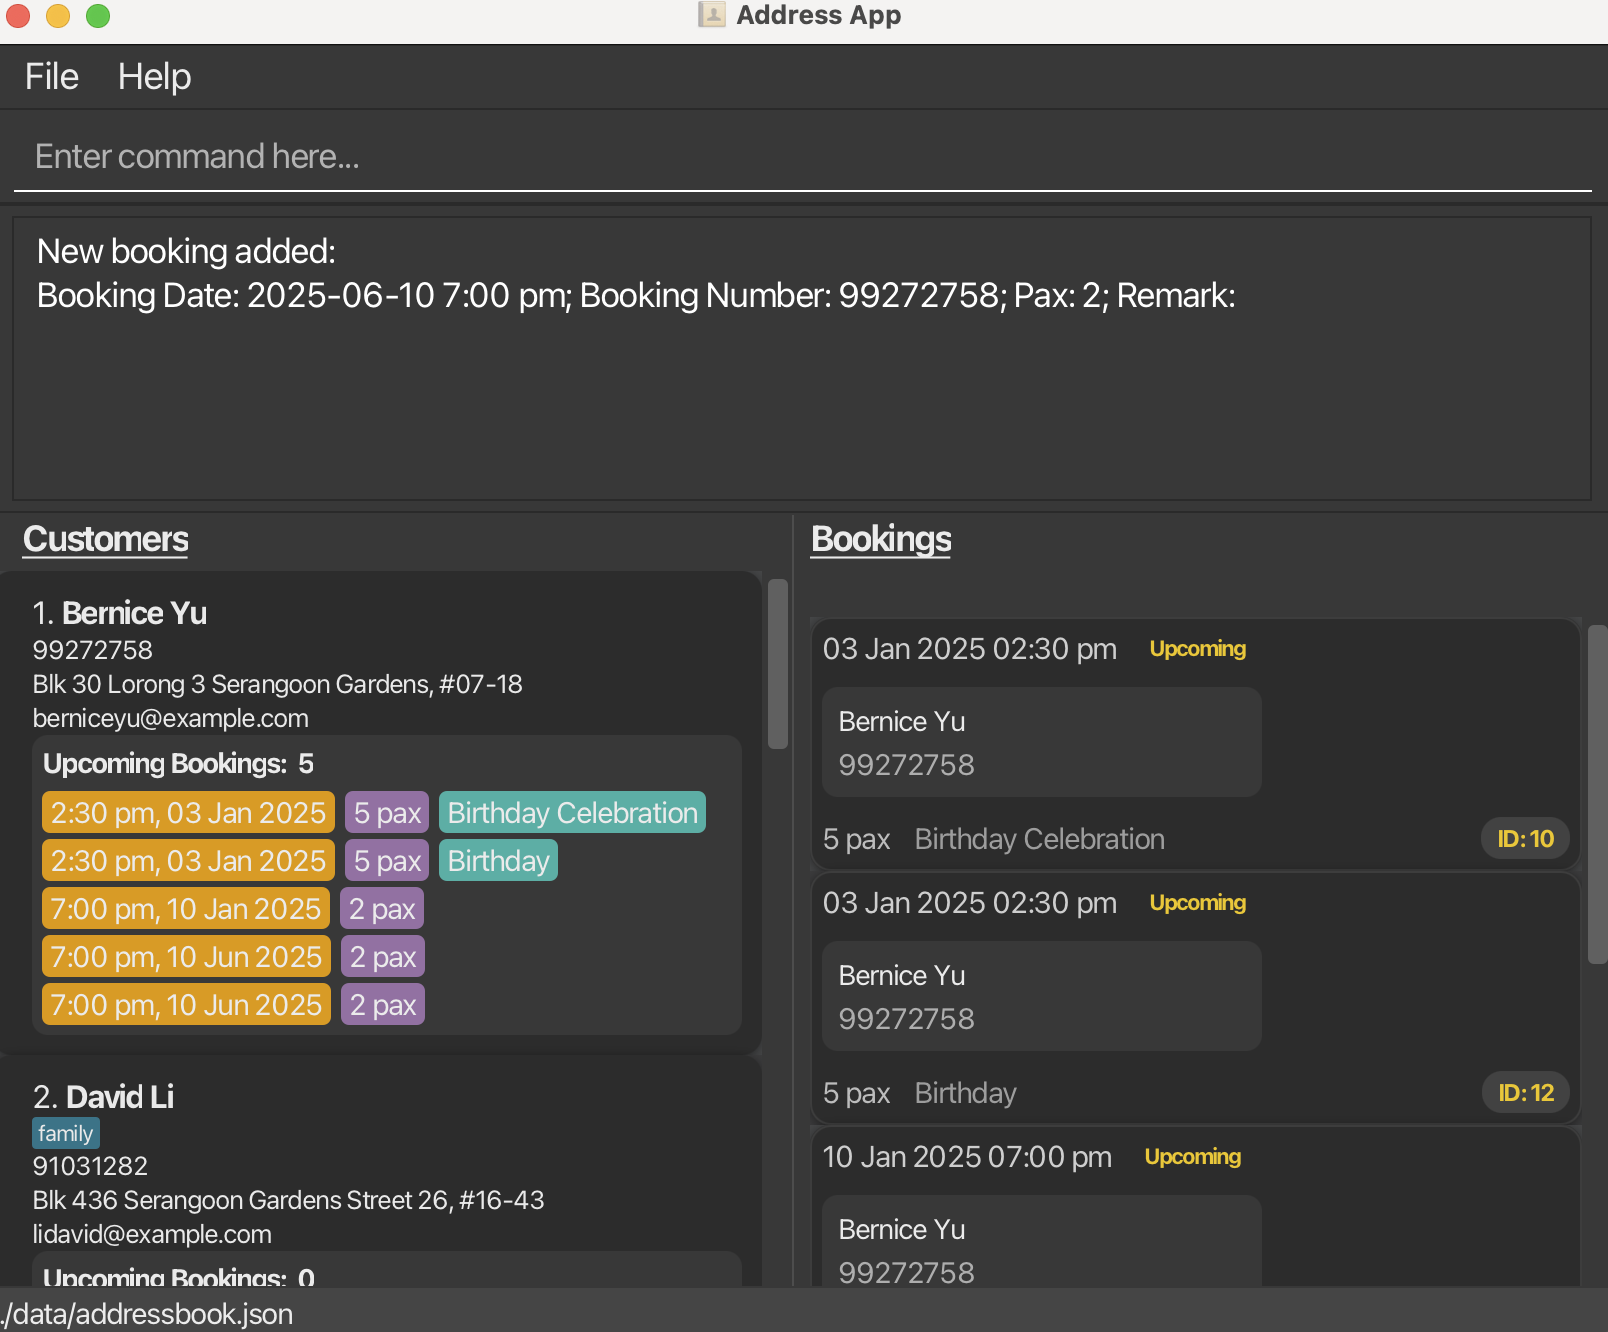 Address App
File Help
Enter command here...
New booking added:
Booking Date: 2025-06-10 7:00 pm; Booking Number: 99272758; Pax: 2; Remark:
Customers
1. Bernice Yu
99272758
Blk 30 Lorong 3 Serangoon Gardens, #07-18
berniceyu@example.com
Upcoming Bookings: 5
2:30 pm, 03 Jan 2025 5 pax Birthday Celebration
2:30 pm, 03 Jan 2025 5 pax Birthday
7:00 pm, 10 Jan 2025 2 pax
7:00 pm, 10 Jun 2025 2 pax
7:00 pm, 10 Jun 2025 2 pax
2. David Li
family
91031282
Blk 436 Serangoon Gardens Street 26, #16-43
lidavid@example.com
Upcoming Bookings: 0
Bookings
03 Jan 2025 02:30 pm Upcoming
Bernice Yu
99272758
5 pax Birthday Celebration ID: 10
03 Jan 2025 02:30 pm Upcoming
Bernice Yu
99272758
5 pax Birthday ID: 12
10 Jan 2025 07:00 pm Upcoming
Bernice Yu
99272758
./data/addressbook.json